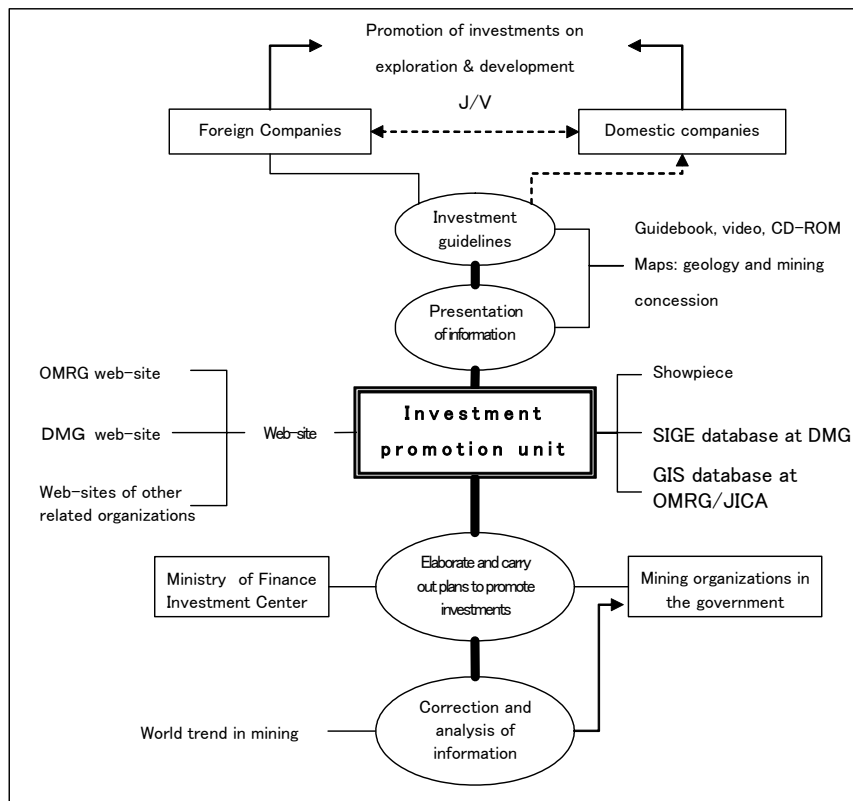 Promotion of investments on
exploration & development
J/V
Foreign Companies
Domestic companies
Investment
guidelines
Guidebook, video, CD-ROM
Maps: geology and mining
concession
Presentation
of information
OMRG web-site
DMG web-site
Web-sites of other
related organizations
Web-site
Investment
promotion unit
Showpiece
SIGE database at DMG
GIS database at
OMRG/JICA
Ministry of Finance
Investment Center
Elaborate and carry
out plans to promote
investments
Mining organizations in
the government
World trend in mining
Correction and
analysis of
information